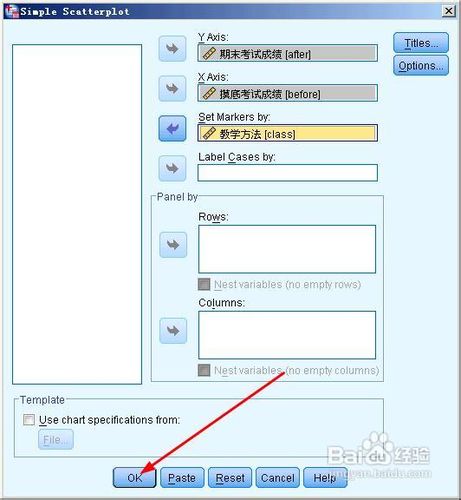 Simple Scatterplot
Y Axis:
期末考试成绩 [after]
Titles...
Options...
X Axis:
摸底考试成绩 [before]
Set Markers by:
教学方法 [class]
Label Cases by:
Panel by
Rows:
Nest variables (no empty rows)
Columns:
Nest variables (no empty columns)
Template
Use chart specifications from:
File...
OK Paste Reset Cancel Help
Baidu 经验
jingyan.baidu.com